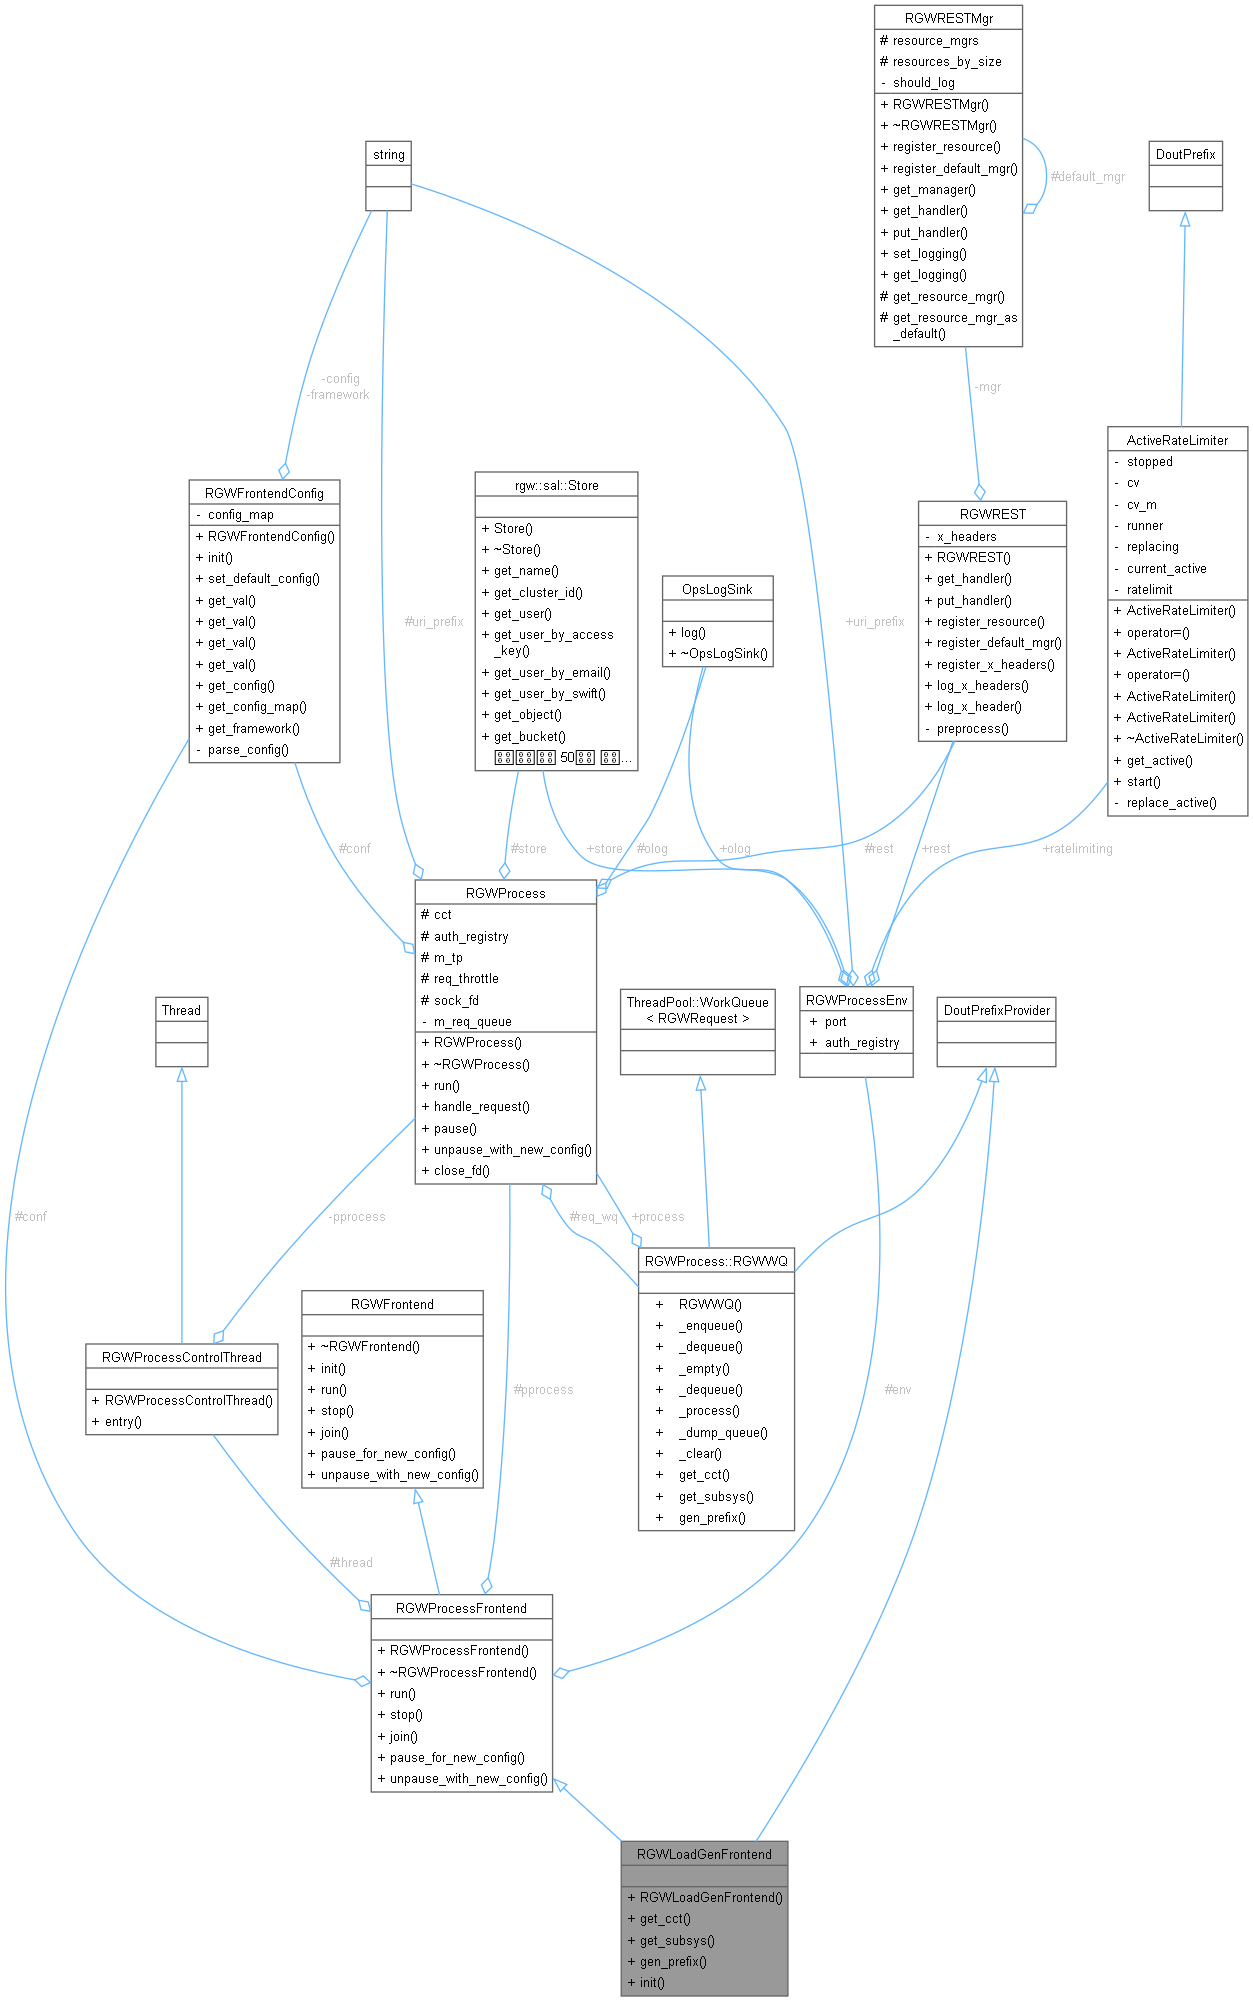 RGWRESTMgr
# resource_mgrs
# resources_by_size
- should_log
+ RGWRESTMgr()
+ ~RGWRESTMgr()
+ register_resource()
+ register_default_mgr()
+ get_manager()
+ get_handler()
+ put_handler()
+ set_logging()
+ get_logging()
# get_resource_mgr()
# get_resource_mgr_as
_default()
#default_mgr
string
DoutPrefix
-config
-framework
-mgr
ActiveRateLimiter
- stopped
- cv
- cv_m
- runner
- replacing
- current_active
- ratelimit
+ ActiveRateLimiter()
+ operator=()
+ ActiveRateLimiter()
+ operator=()
+ ActiveRateLimiter()
+ ActiveRateLimiter()
+ ~ActiveRateLimiter()
+ get_active()
+ start()
- replace_active()
RGWFrontendConfig
- config_map
+ RGWFrontendConfig()
+ init()
+ set_default_config()
+ get_val()
+ get_val()
+ get_val()
+ get_val()
+ get_config()
+ get_config_map()
+ get_framework()
- parse_config()
#uri_prefix
rgw::sal::Store
+ Store()
+ ~Store()
+ get_name()
+ get_cluster_id()
+ get_user()
+ get_user_by_access
_key()
+ get_user_by_email()
+ get_user_by_swift()
+ get_object()
+ get_bucket()
50 ...
OpsLogSink
+ log()
+ ~OpsLogSink()
+uri_prefix
RGWREST
- x_headers
+ RGWREST()
+ get_handler()
+ put_handler()
+ register_resource()
+ register_default_mgr()
+ register_x_headers()
+ log_x_headers()
+ log_x_header()
- preprocess()
#conf
#store
+store
#olog
+olog
#rest
+rest
+ratelimiting
RGWProcess
# cct
# auth_registry
# m_tp
# req_throttle
# sock_fd
- m_req_queue
+ RGWProcess()
+ ~RGWProcess()
+ run()
+ handle_request()
+ pause()
+ unpause_with_new_config()
+ close_fd()
Thread
ThreadPool::WorkQueue
< RGWRequest >
RGWProcessEnv
+ port
+ auth_registry
DoutPrefixProvider
#conf
-pprocess
#req_wq
+process
RGWProcess::RGWWQ
+ RGWWQ()
+ _enqueue()
+ _dequeue()
+ _empty()
+ _dequeue()
+ _process()
+ _dump_queue()
+ _clear()
+ get_cct()
+ get_subsys()
+ gen_prefix()
RGWFrontend
+ ~RGWFrontend()
+ init()
+ run()
+ stop()
+ join()
+ pause_for_new_config()
+ unpause_with_new_config()
RGWProcessControlThread
+ RGWProcessControlThread()
+ entry()
#pprocess
#env
#thread
RGWProcessFrontend
+ RGWProcessFrontend()
+ ~RGWProcessFrontend()
+ run()
+ stop()
+ join()
+ pause_for_new_config()
+ unpause_with_new_config()
RGWLoadGenFrontend
+ RGWLoadGenFrontend()
+ get_cct()
+ get_subsys()
+ gen_prefix()
+ init()